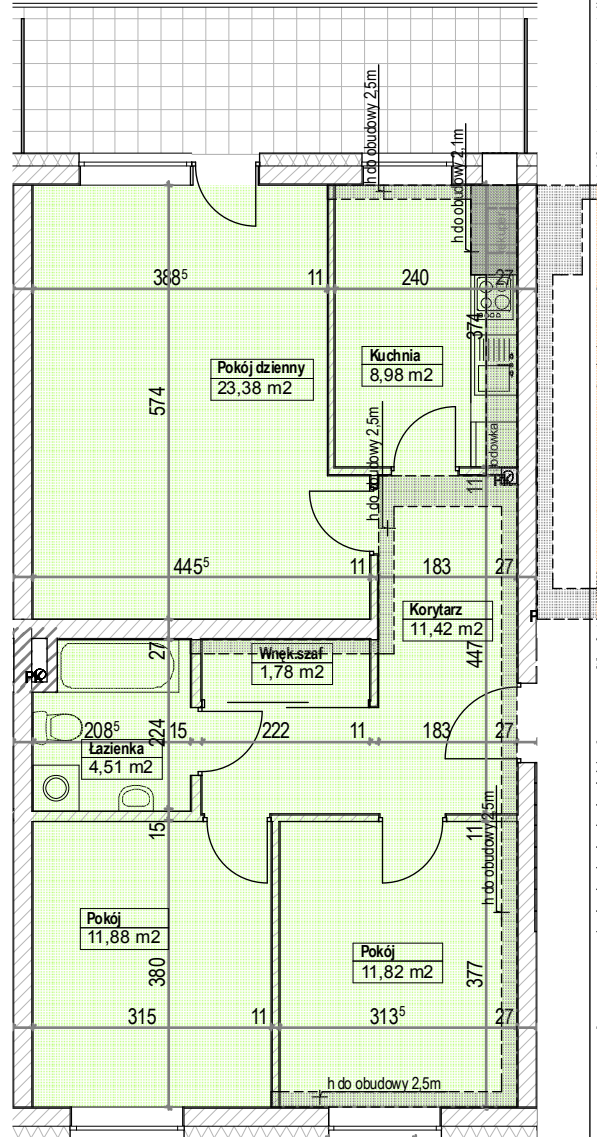 h do obudowy 2,5m
h do obudowy 2,1m
388⁵
11
240
27
374
Kuchnia
8,98 m2
Pokój dzienny
23,38 m2
574
h do obudowy 2,5m
11
445⁵
11
183
27
Korytarz
11,42 m2
447
27
Wnęk.szaf
1,78 m2
208⁵
15
222
11
183
27
224
Łazienka
4,51 m2
15
11
h do obudowy 2,5m
Pokój
11,88 m2
Pokój
11,82 m2
380
377
315
11
313⁵
27
h do obudowy 2,5m